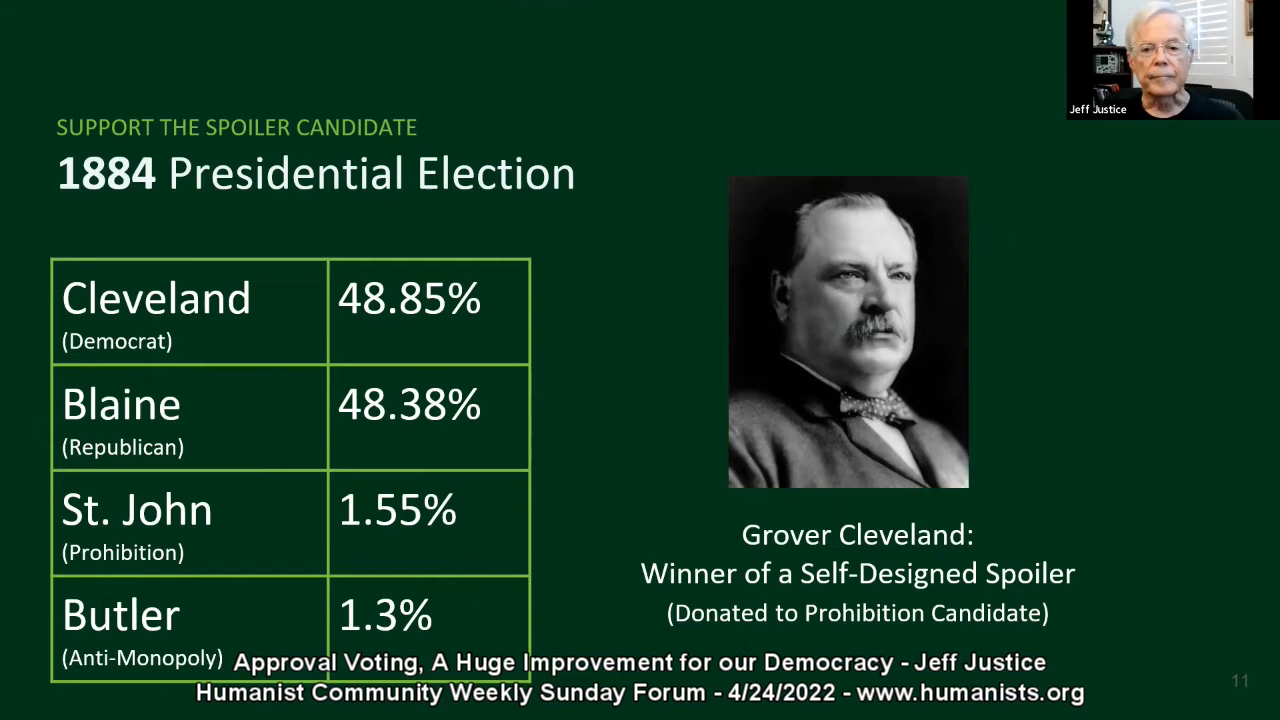 Jeff Justice
SUPPORT THE SPOILER CANDIDATE
1884 Presidential Election
Cleveland 48.85%
(Democrat)
Blaine 48.38%
(Republican)
St. John 1.55%
(Prohibition)
Butler 1.3%
(Anti-Monopoly)
Grover Cleveland:
Winner of a Self-Designed Spoiler
(Donated to Prohibition Candidate)
Approval Voting, A Huge Improvement for our Democracy - Jeff Justice
Humanist Community Weekly Sunday Forum - 4/24/2022 - www.humanists.org
11